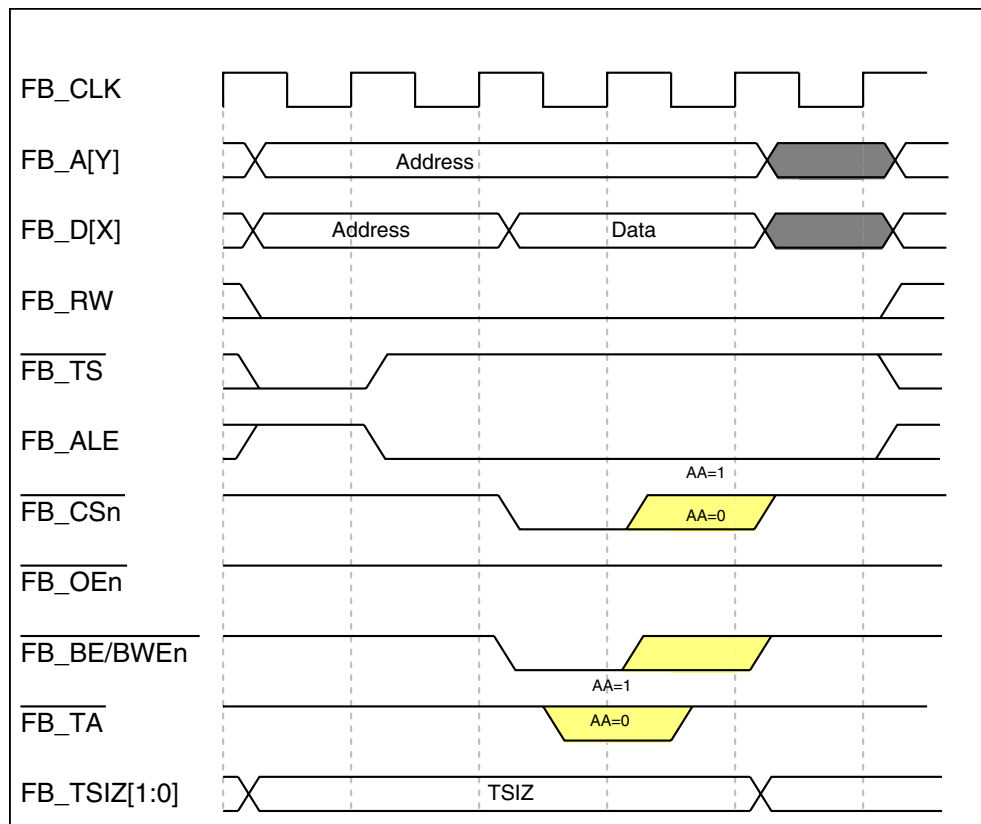 FB_CLK
FB_A[Y]
Address
FB_D[X]
Address
Data
FB_RW
FB_TS
FB_ALE
AA=1
FB_CSn
AA=0
FB_OEn
FB_BE/BWEn
AA=1
FB_TA
AA=0
FB_TSIZ[1:0]
TSIZ